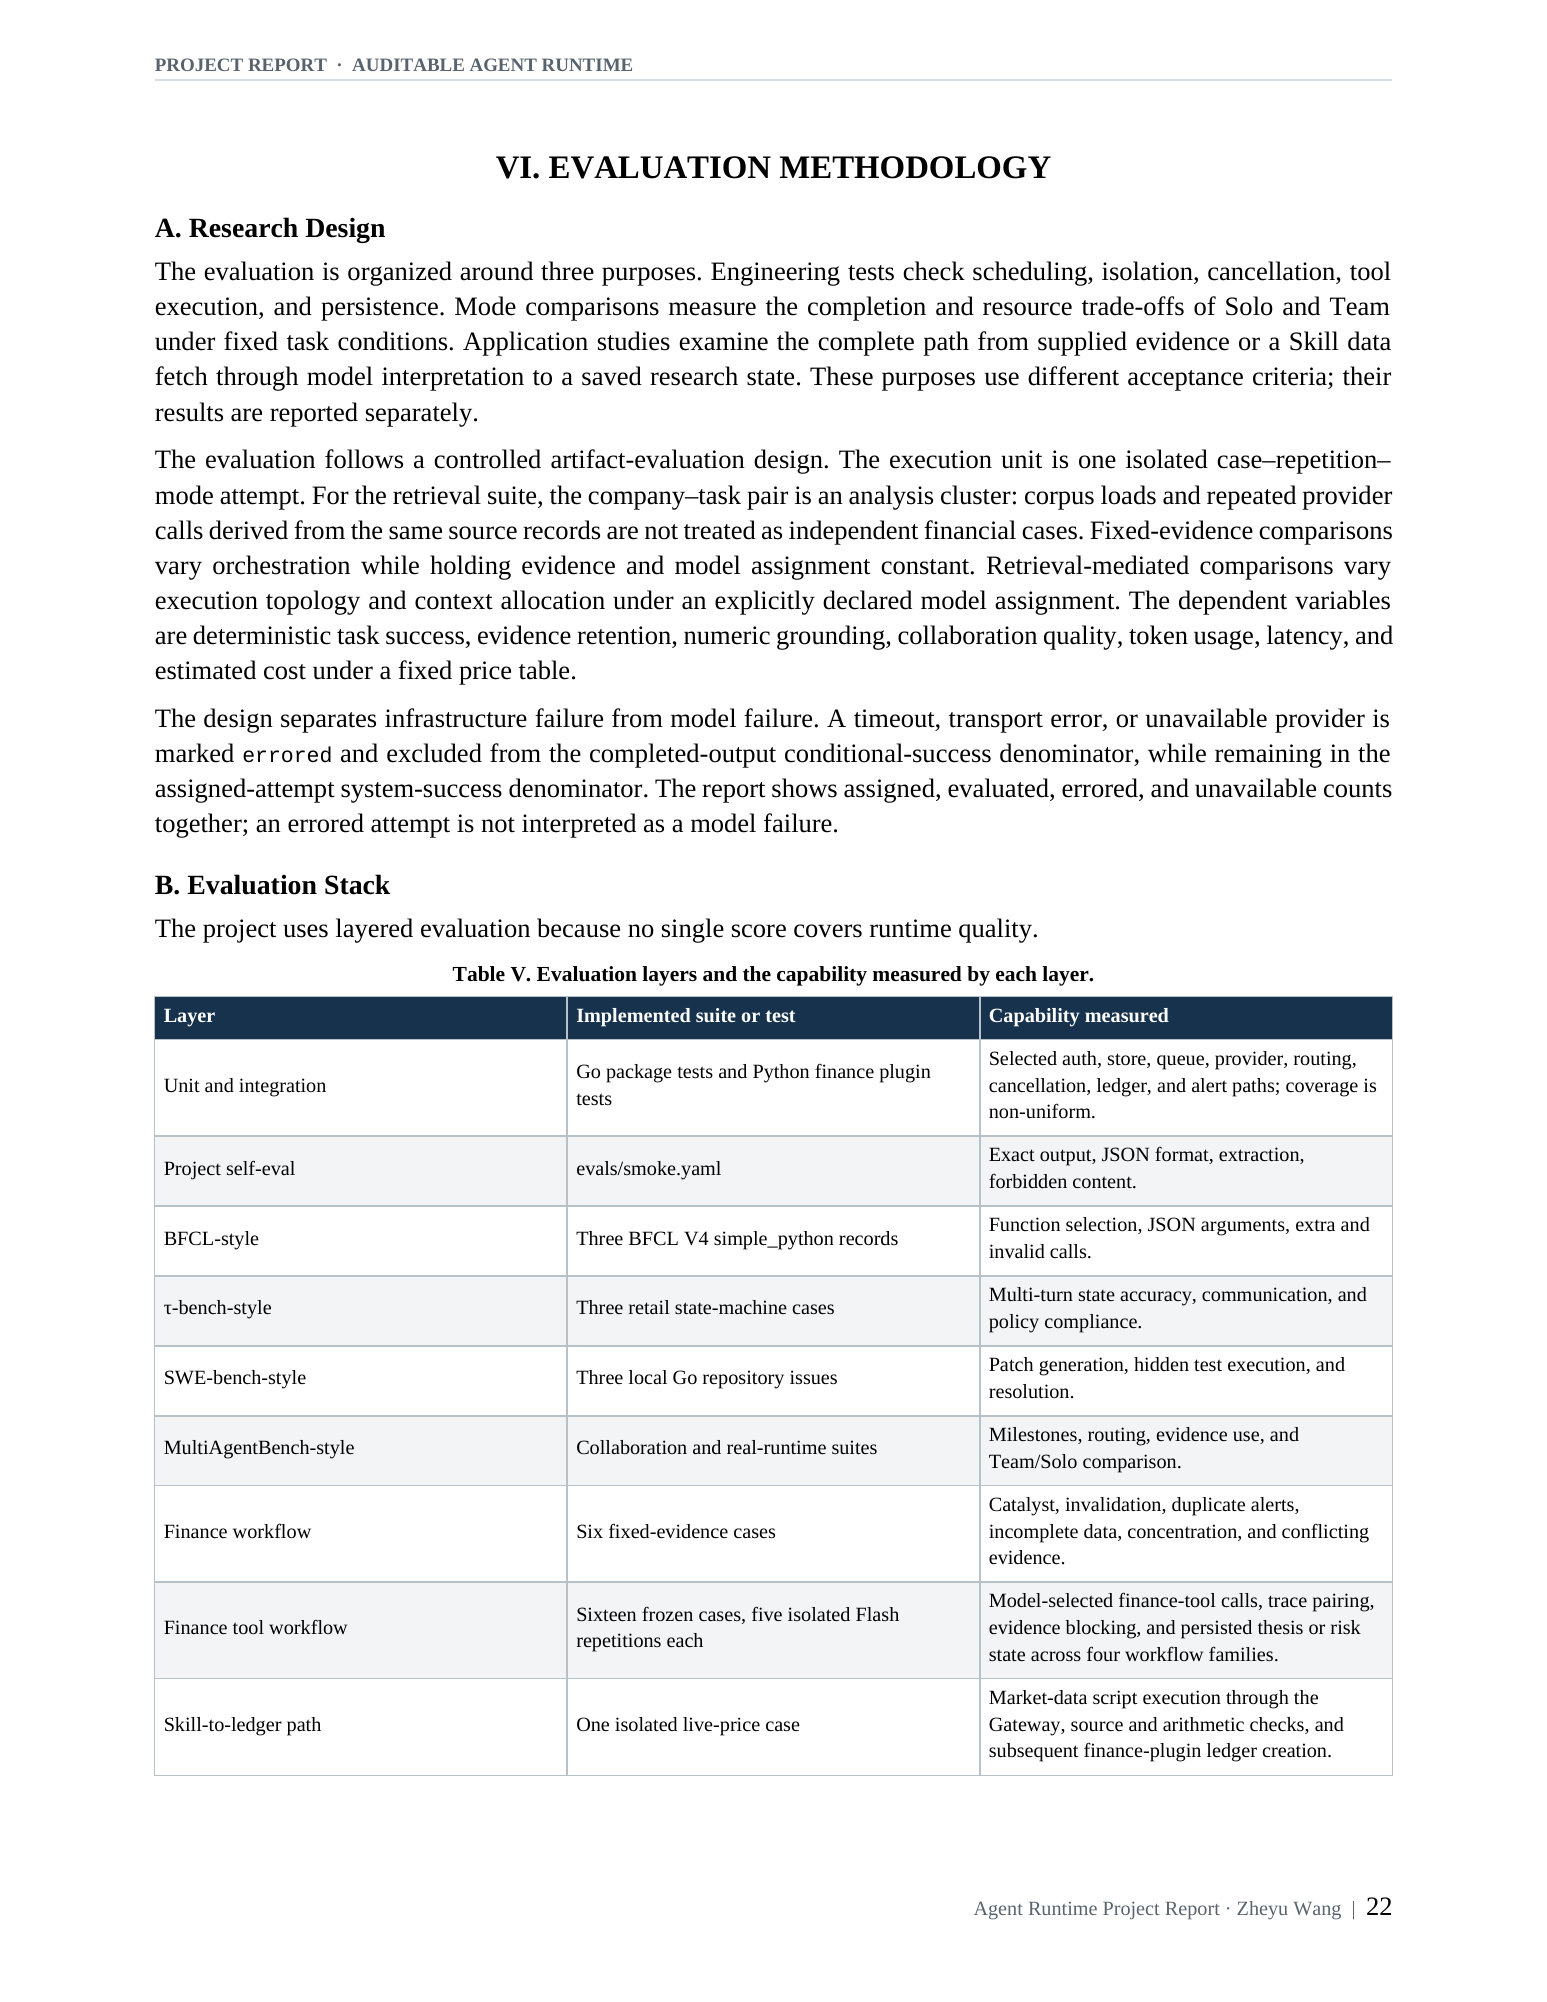 PROJECT REPORT · AUDITABLE AGENT RUNTIME
VI. EVALUATION METHODOLOGY
A. Research Design
The evaluation is organized around three purposes. Engineering tests check scheduling, isolation, cancellation, tool
execution, and persistence. Mode comparisons measure the completion and resource trade-offs of Solo and Team
under fixed task conditions. Application studies examine the complete path from supplied evidence or a Skill data
fetch through model interpretation to a saved research state. These purposes use different acceptance criteria; their
results are reported separately.
The evaluation follows a controlled artifact-evaluation design. The execution unit is one isolated case–repetition–
mode attempt. For the retrieval suite, the company–task pair is an analysis cluster: corpus loads and repeated provider
calls derived from the same source records are not treated as independent financial cases. Fixed-evidence comparisons
vary orchestration while holding evidence and model assignment constant. Retrieval-mediated comparisons vary
execution topology and context allocation under an explicitly declared model assignment. The dependent variables
are deterministic task success, evidence retention, numeric grounding, collaboration quality, token usage, latency, and
estimated cost under a fixed price table.
The design separates infrastructure failure from model failure. A timeout, transport error, or unavailable provider is
marked errored and excluded from the completed-output conditional-success denominator, while remaining in the
assigned-attempt system-success denominator. The report shows assigned, evaluated, errored, and unavailable counts
together; an errored attempt is not interpreted as a model failure.
B. Evaluation Stack
The project uses layered evaluation because no single score covers runtime quality.
Table V. Evaluation layers and the capability measured by each layer.
Layer
Implemented suite or test
Capability measured
Unit and integration
Go package tests and Python finance plugin
tests
Selected auth, store, queue, provider, routing,
cancellation, ledger, and alert paths; coverage is
non-uniform.
Project self-eval
evals/smoke.yaml
Exact output, JSON format, extraction,
forbidden content.
BFCL-style
Three BFCL V4 simple_python records
Function selection, JSON arguments, extra and
invalid calls.
τ-bench-style
Three retail state-machine cases
Multi-turn state accuracy, communication, and
policy compliance.
SWE-bench-style
Three local Go repository issues
Patch generation, hidden test execution, and
resolution.
MultiAgentBench-style
Collaboration and real-runtime suites
Milestones, routing, evidence use, and
Team/Solo comparison.
Finance workflow
Six fixed-evidence cases
Catalyst, invalidation, duplicate alerts,
incomplete data, concentration, and conflicting
evidence.
Finance tool workflow
Sixteen frozen cases, five isolated Flash
repetitions each
Model-selected finance-tool calls, trace pairing,
evidence blocking, and persisted thesis or risk
state across four workflow families.
Skill-to-ledger path
One isolated live-price case
Market-data script execution through the
Gateway, source and arithmetic checks, and
subsequent finance-plugin ledger creation.
Agent Runtime Project Report · Zheyu Wang | 22